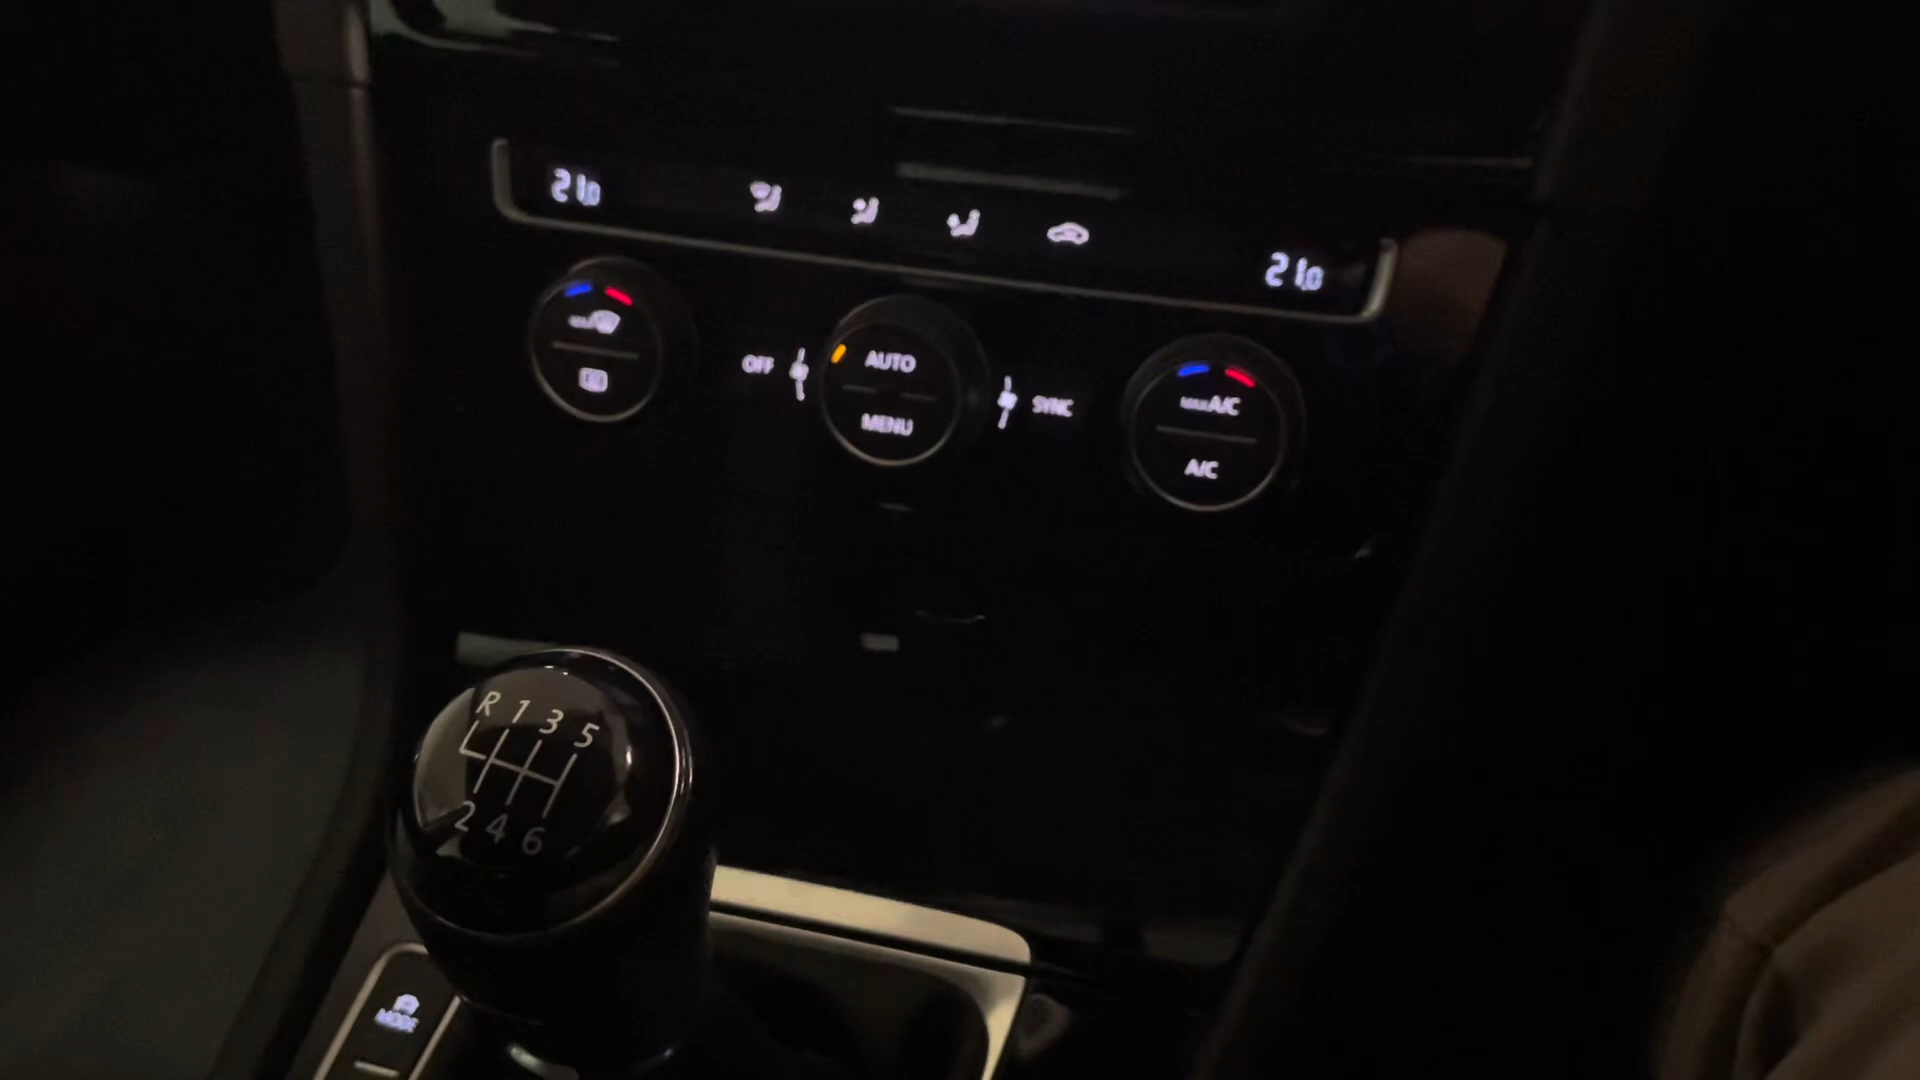 21.0
21.0
OFF
AUTO
MENU
SYNC
MAX A/C
A/C
R 1 3 5
2 4 6
MODE